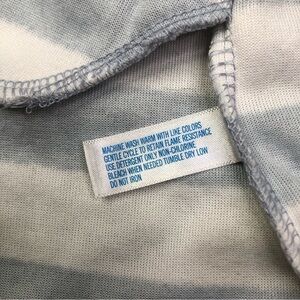 MACHINE WASH WARM WITH LIKE COLORS
GENTLE CYCLE TO RETAIN FLAME RESISTANCE
USE DETERGENT ONLY NON-CHLORINE
BLEACH WHEN NEEDED TUMBLE DRY LOW
DO NOT IRON